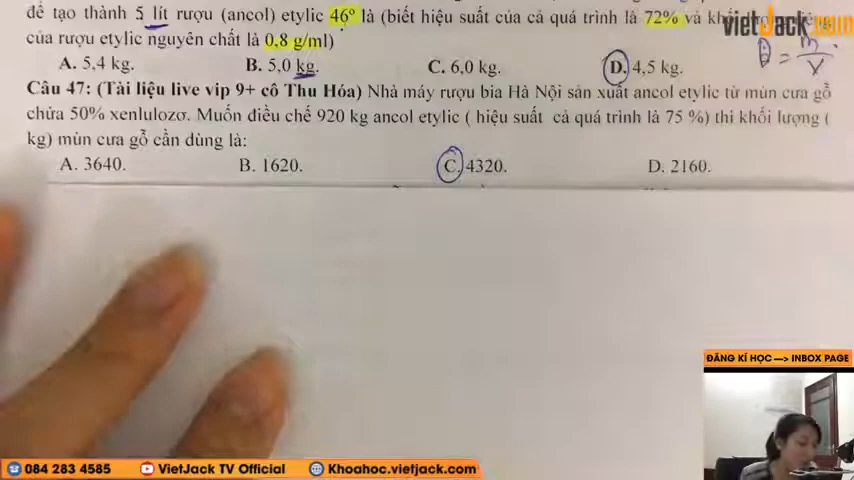 để tạo thành 5 lít rượu (ancol) etylic 46º là (biết hiệu suất của cả quá trình là 72% và khối
vietJack.com
của rượu etylic nguyên chất là 0,8 g/ml)
D = m/V
A. 5,4 kg. B. 5,0 kg. C. 6,0 kg. D. 4,5 kg.
Câu 47: (Tài liệu live vip 9+ cô Thu Hóa) Nhà máy rượu bia Hà Nội sản xuất ancol etylic từ mùn cưa gỗ
chứa 50% xenlulozơ. Muốn điều chế 920 kg ancol etylic ( hiệu suất cả quá trình là 75 %) thì khối lượng (
kg) mùn cưa gỗ cần dùng là:
A. 3640. B. 1620. C. 4320. D. 2160.
ĐĂNG KÍ HỌC —> INBOX PAGE
084 283 4585 VietJack TV Official Khoahoc.vietjack.com